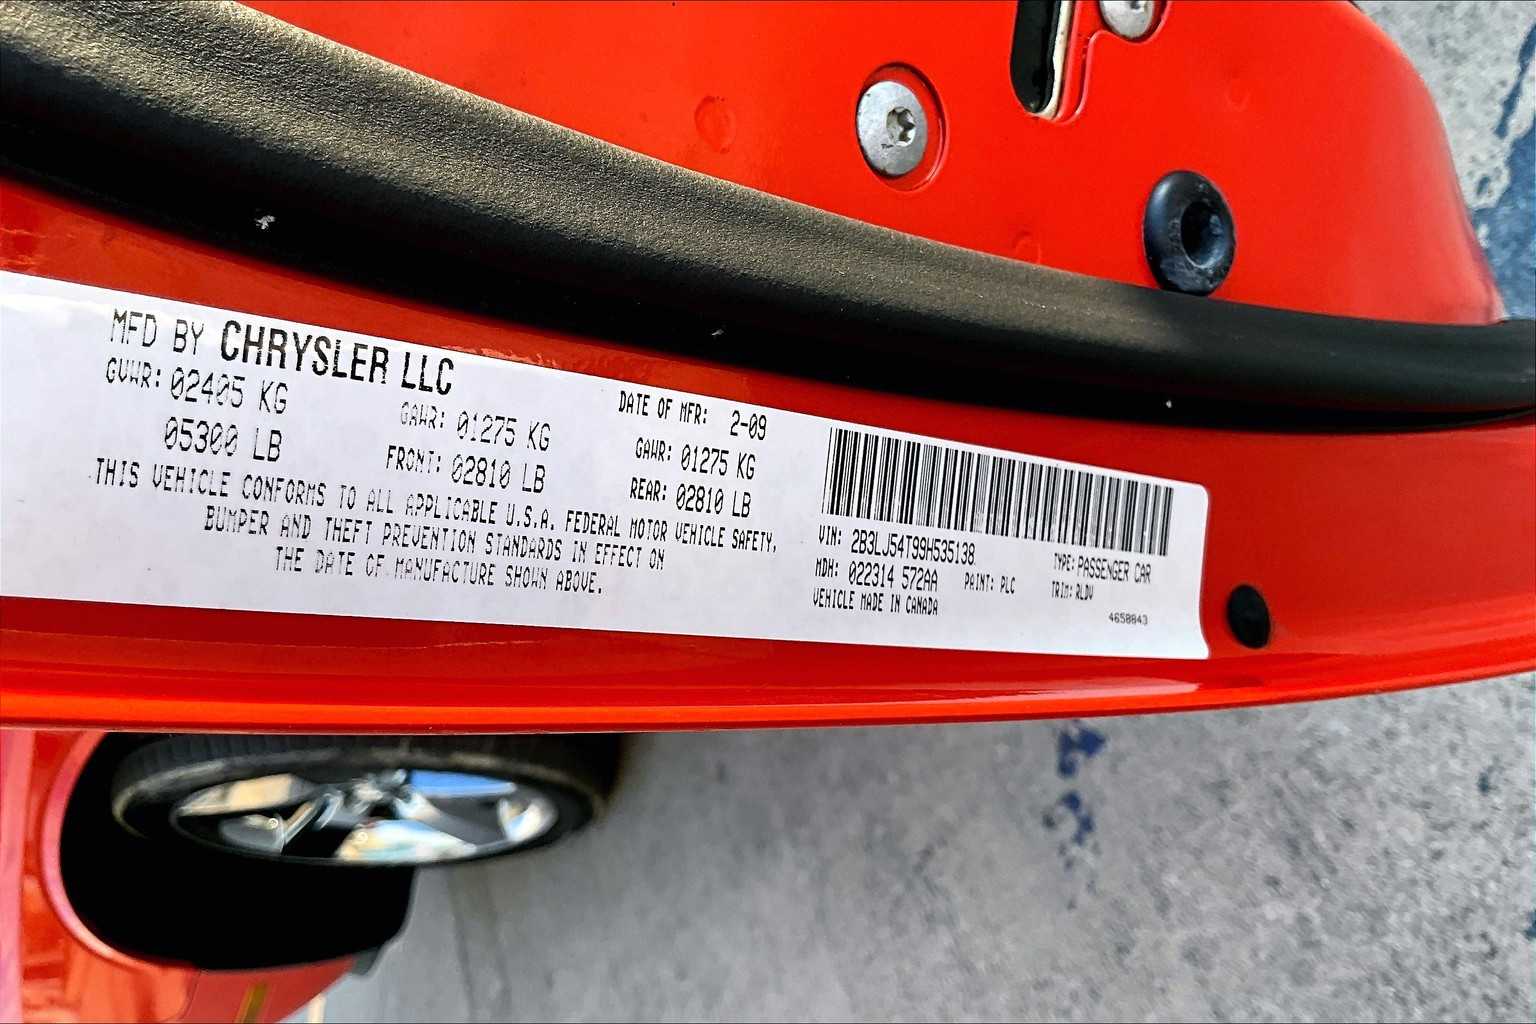 MFD BY CHRYSLER LLC
DATE OF MFR: 2-09
GVWR: 02405 KG
05300 LB
GAWR: 01275 KG
FRONT: 02810 LB
GAWR: 01275 KG
REAR: 02810 LB
THIS VEHICLE CONFORMS TO ALL APPLICABLE U.S.A. FEDERAL MOTOR VEHICLE SAFETY,
BUMPER AND THEFT PREVENTION STANDARDS IN EFFECT ON
THE DATE OF MANUFACTURE SHOWN ABOVE.
VIN: 2B3LJ54T99H535138
TYPE: PASSENGER CAR
MDH: 022314 572AA
PAINT: PLC
TRIM: RLDV
VEHICLE MADE IN CANADA
4658843